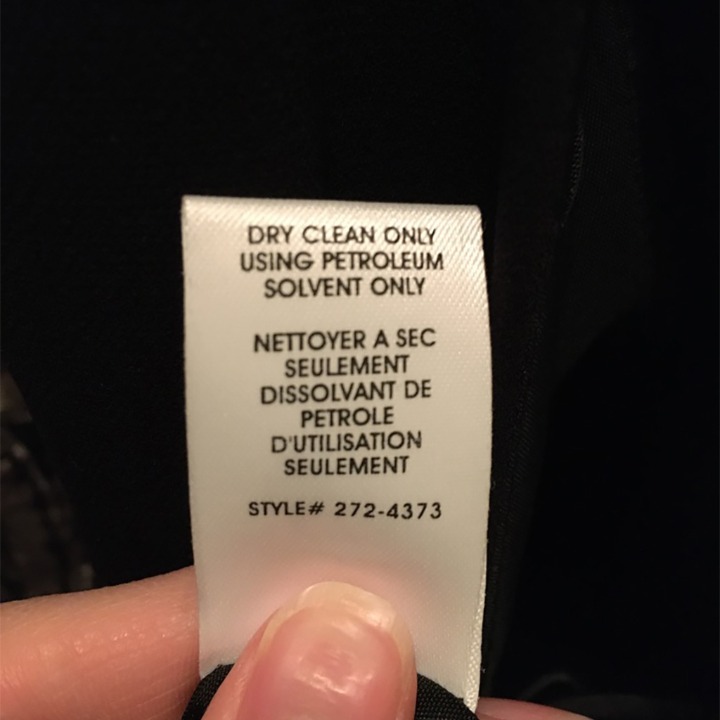 DRY CLEAN ONLY
USING PETROLEUM
SOLVENT ONLY
NETTOYER A SEC
SEULEMENT
DISSOLVANT DE
PETROLE
D'UTILISATION
SEULEMENT
STYLE# 272-4373